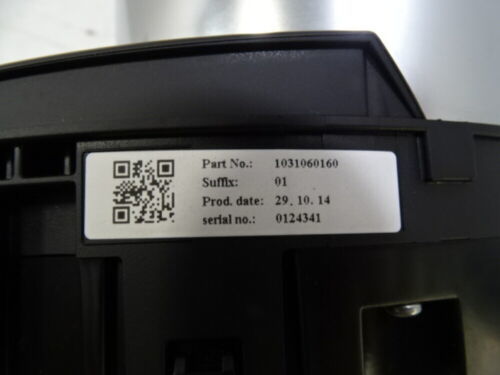 Part No.: 1031060160
Suffix: 01
Prod. date: 29. 10. 14
serial no.: 0124341